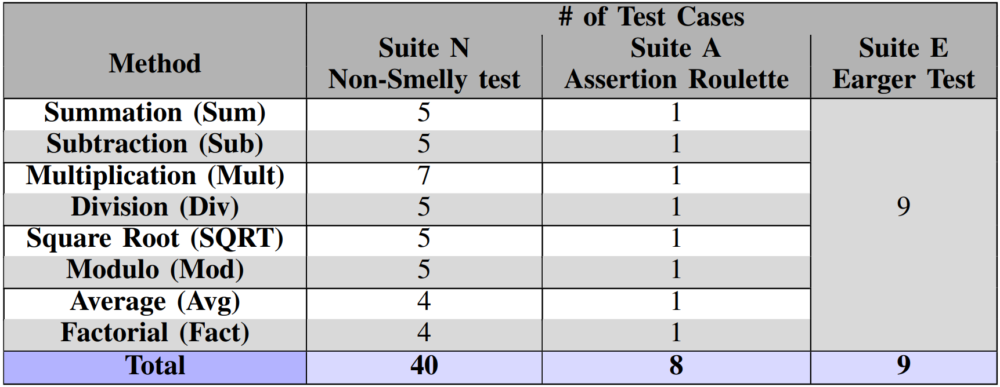 # of Test Cases
Method
Suite N
Non-Smelly test
Suite A
Assertion Roulette
Suite E
Earger Test
Summation (Sum) 5 1
Subtraction (Sub) 5 1
Multiplication (Mult) 7 1
Division (Div) 5 1 9
Square Root (SQRT) 5 1
Modulo (Mod) 5 1
Average (Avg) 4 1
Factorial (Fact) 4 1
Total 40 8 9